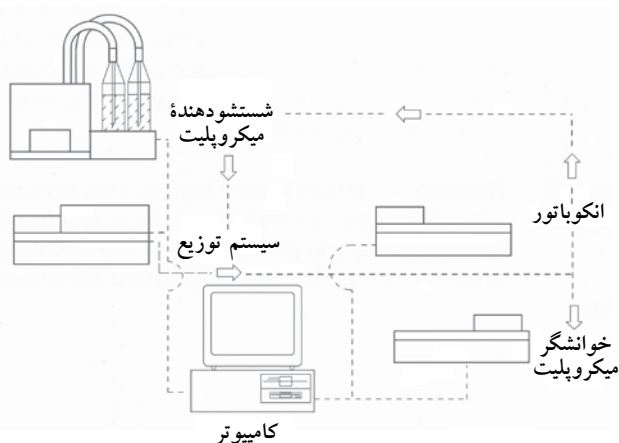 شستشودهندهٔ
میکروپلیت
انکوباتور
سیستم توزیع
خوانشگر
میکروپلیت
کامپیوتر